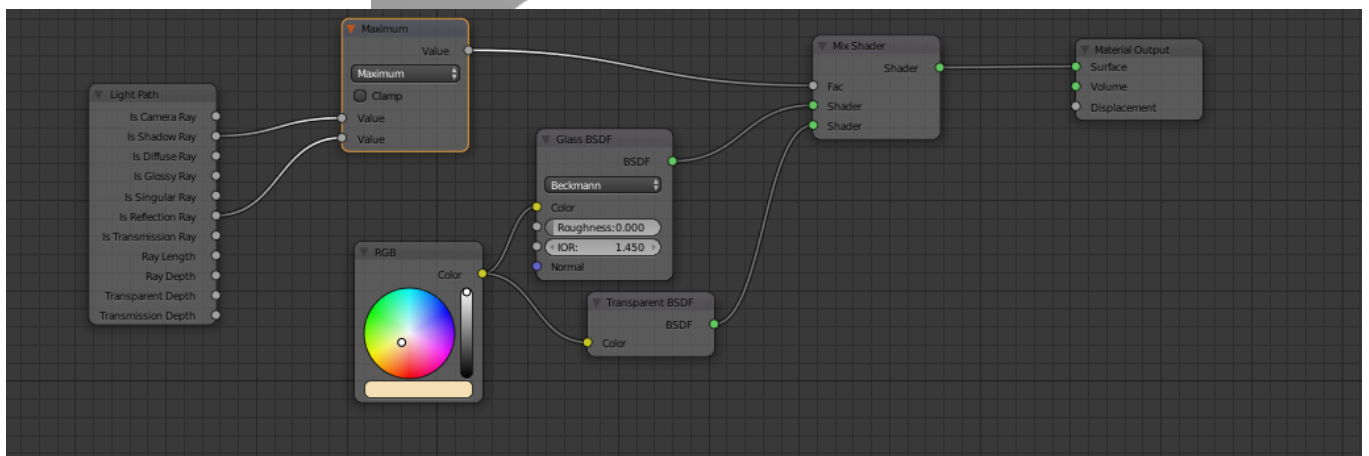 Light Path
Is Camera Ray
Is Shadow Ray
Is Diffuse Ray
Is Glossy Ray
Is Singular Ray
Is Reflection Ray
Is Transmission Ray
Ray Length
Ray Depth
Transparent Depth
Transmission Depth
Maximum
Value
Maximum
Clamp
Value
Value
RGB
Color
Glass BSDF
BSDF
Beckmann
Color
Roughness:0.000
IOR: 1.450
Normal
Transparent BSDF
BSDF
Color
Mix Shader
Shader
Fac
Shader
Shader
Material Output
Surface
Volume
Displacement